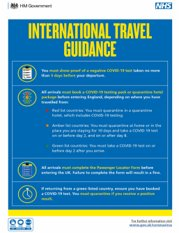 HM Government
NHS
INTERNATIONAL TRAVEL
GUIDANCE
You must show proof of a negative COVID-19 test taken no more
than 3 days before your departure.
All arrivals must book a COVID-19 testing pack or quarantine hotel
package before entering England, depending on where you have
travelled from:
Red list countries: You must quarantine in a quarantine
hotel, which includes COVID-19 testing
Amber list countries: You must quarantine at home or in the
place you are staying for 10 days and take a COVID-19 test
on or before day 2, and on or after day 8.
Green list countries: You must take a COVID-19 test on or
before day 2 after you arrive.
All arrivals must complete the Passenger Locator Form before
entering the UK. Failure to complete the form will result in a fine.
If returning from a green listed country, ensure you have booked
a COVID-19 test. You must quarantine if you receive a positive
result.
For further information visit
www.gov.uk/coronavirus